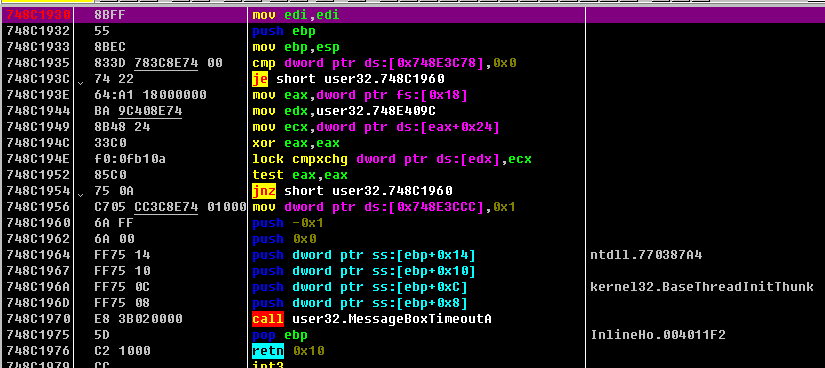 748C1930 8BFF mov edi,edi
748C1932 55 push ebp
748C1933 8BEC mov ebp,esp
748C1935 833D 783C8E74 00 cmp dword ptr ds:[0x748E3C78],0x0
748C193C 74 22 je short user32.748C1960
748C193E 64:A1 18000000 mov eax,dword ptr fs:[0x18]
748C1944 BA 9C408E74 mov edx,user32.748E409C
748C1949 8B48 24 mov ecx,dword ptr ds:[eax+0x24]
748C194C 33C0 xor eax,eax
748C194E f0:0fb10a lock cmpxchg dword ptr ds:[edx],ecx
748C1952 85C0 test eax,eax
748C1954 75 0A jnz short user32.748C1960
748C1956 C705 CC3C8E74 01000 mov dword ptr ds:[0x748E3CCC],0x1
748C1960 6A FF push -0x1
748C1962 6A 00 push 0x0
748C1964 FF75 14 push dword ptr ss:[ebp+0x14] ntdll.770387A4
748C1967 FF75 10 push dword ptr ss:[ebp+0x10]
748C196A FF75 0C push dword ptr ss:[ebp+0xC] kernel32.BaseThreadInitThunk
748C196D FF75 08 push dword ptr ss:[ebp+0x8]
748C1970 E8 3B020000 call user32.MessageBoxTimeoutA
748C1975 5D pop ebp InlineHo.004011F2
748C1976 C2 1000 retn 0x10
748C1979 CC int3